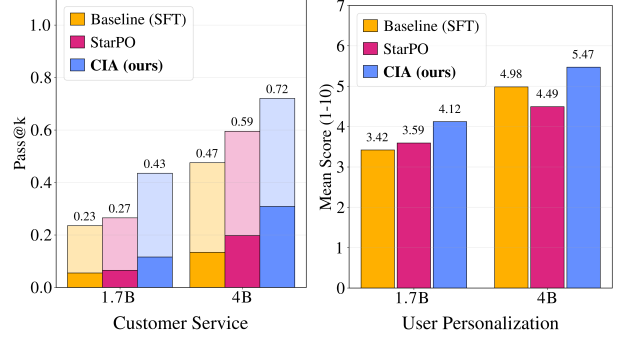 Baseline (SFT)
StarPO
CIA (ours)
Pass@k
1.0
0.8
0.6
0.4
0.2
0.0
0.23
0.27
0.43
0.47
0.59
0.72
1.7B
4B
Customer Service
Baseline (SFT)
StarPO
CIA (ours)
Mean Score (1-10)
7
6
5
4
3
2
1
0
3.42
3.59
4.12
4.98
4.49
5.47
1.7B
4B
User Personalization